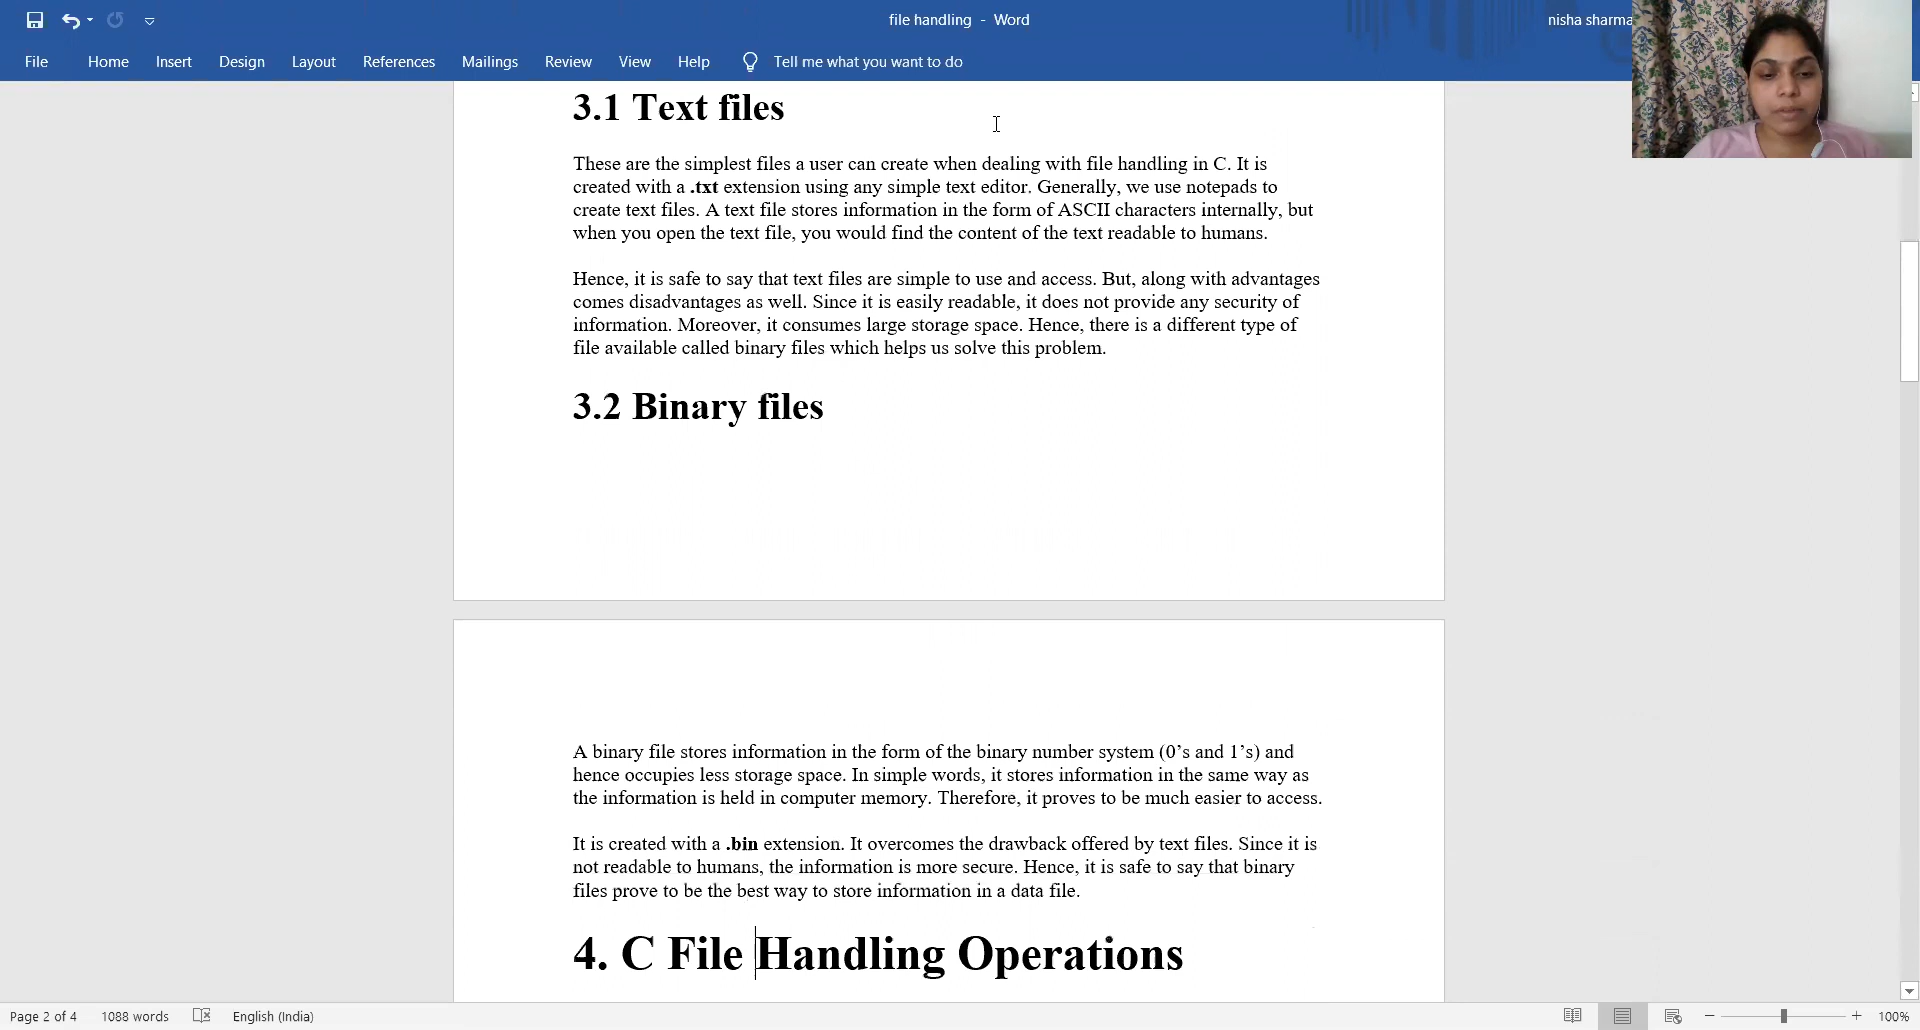 file handling - Word
nisha sharma
File Home Insert Design Layout References Mailings Review View Help Tell me what you want to do
3.1 Text files
These are the simplest files a user can create when dealing with file handling in C. It is
created with a .txt extension using any simple text editor. Generally, we use notepads to
create text files. A text file stores information in the form of ASCII characters internally, but
when you open the text file, you would find the content of the text readable to humans.
Hence, it is safe to say that text files are simple to use and access. But, along with advantages
comes disadvantages as well. Since it is easily readable, it does not provide any security of
information. Moreover, it consumes large storage space. Hence, there is a different type of
file available called binary files which helps us solve this problem.
3.2 Binary files
A binary file stores information in the form of the binary number system (0’s and 1’s) and
hence occupies less storage space. In simple words, it stores information in the same way as
the information is held in computer memory. Therefore, it proves to be much easier to access.
It is created with a .bin extension. It overcomes the drawback offered by text files. Since it is
not readable to humans, the information is more secure. Hence, it is safe to say that binary
files prove to be the best way to store information in a data file.
4. C File Handling Operations
Page 2 of 4 1088 words English (India) 100%